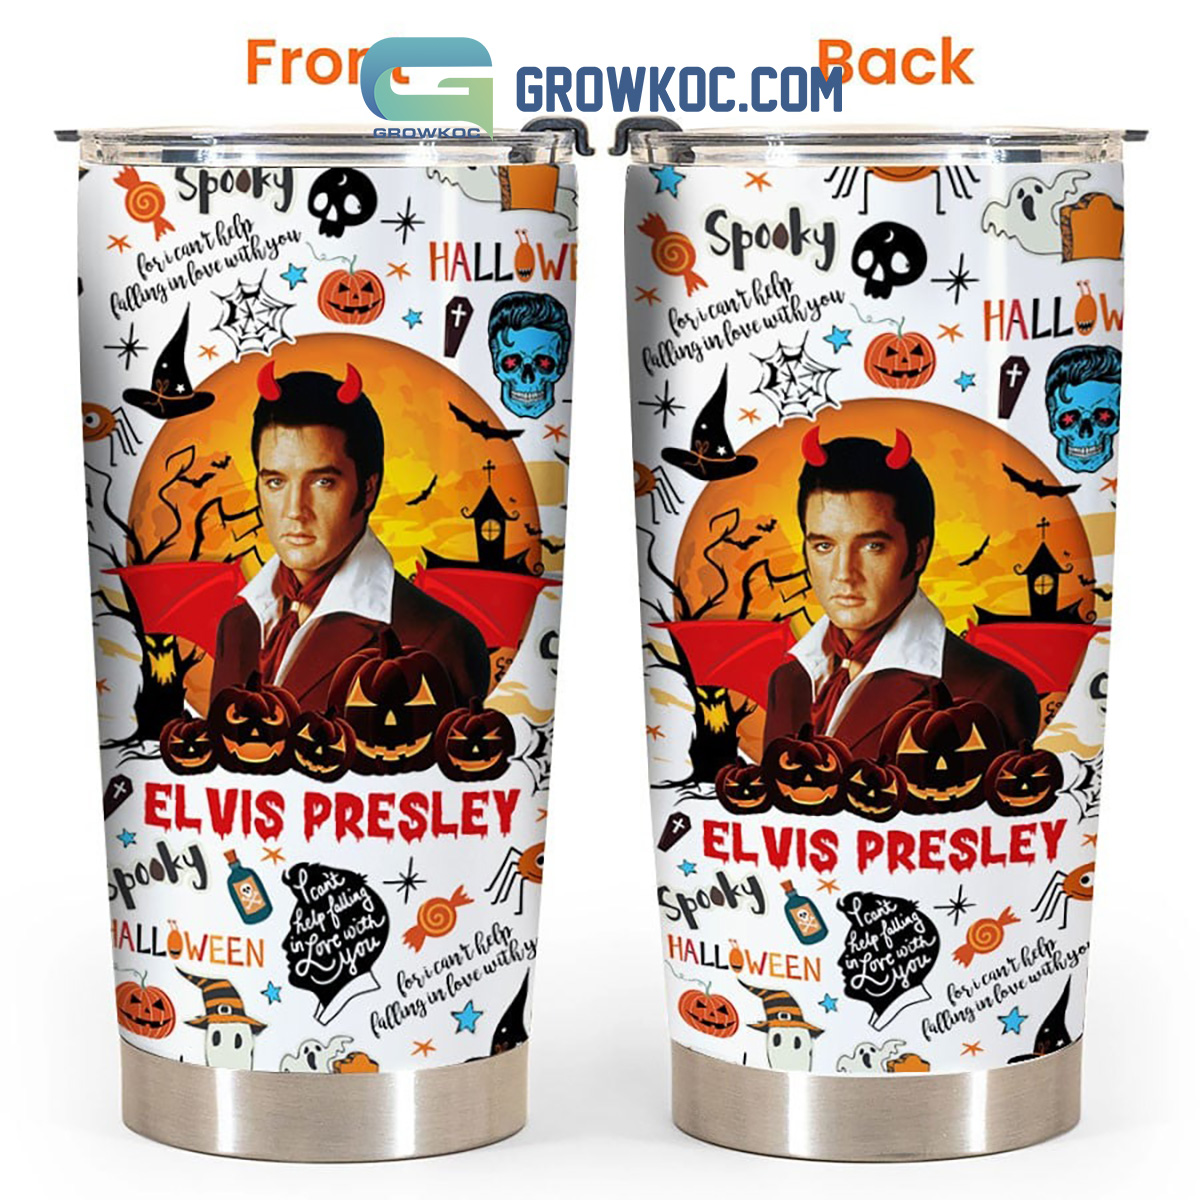 Front
GROWKOC
GROWKOC.COM
Back
Spooky
for i can't help
falling in love with you
HALLOWE
ELVIS PRESLEY
Spooky
HALLOWEEN
I can't
help falling
in Love with
you
for i can't help
falling in love with yo
Spooky
for i can't help
falling in love with you
HALLOW
ELVIS PRESLEY
Spooky
HALLOWEEN
I can't
help falling
in Love with
you
for i can't help
falling in love with you